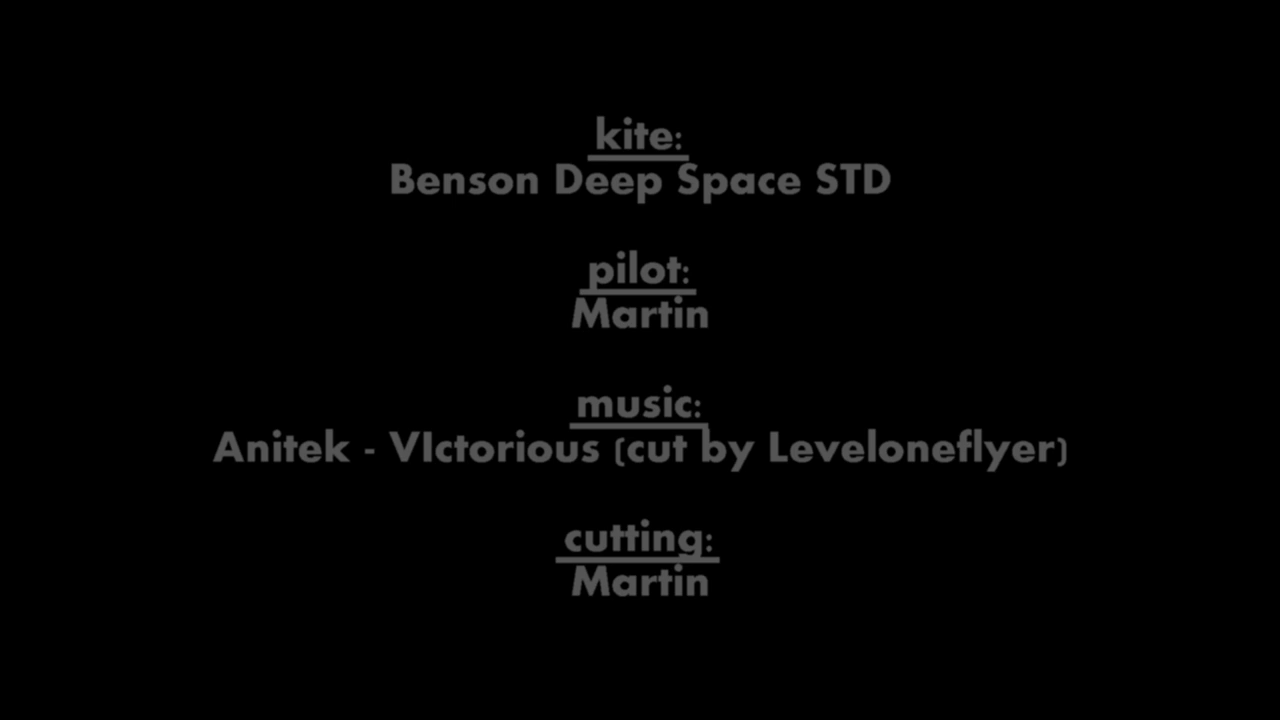 kite:
Benson Deep Space STD
pilot:
Martin
music:
Anitek - VIctorious (cut by Leveloneflyer)
cutting:
Martin